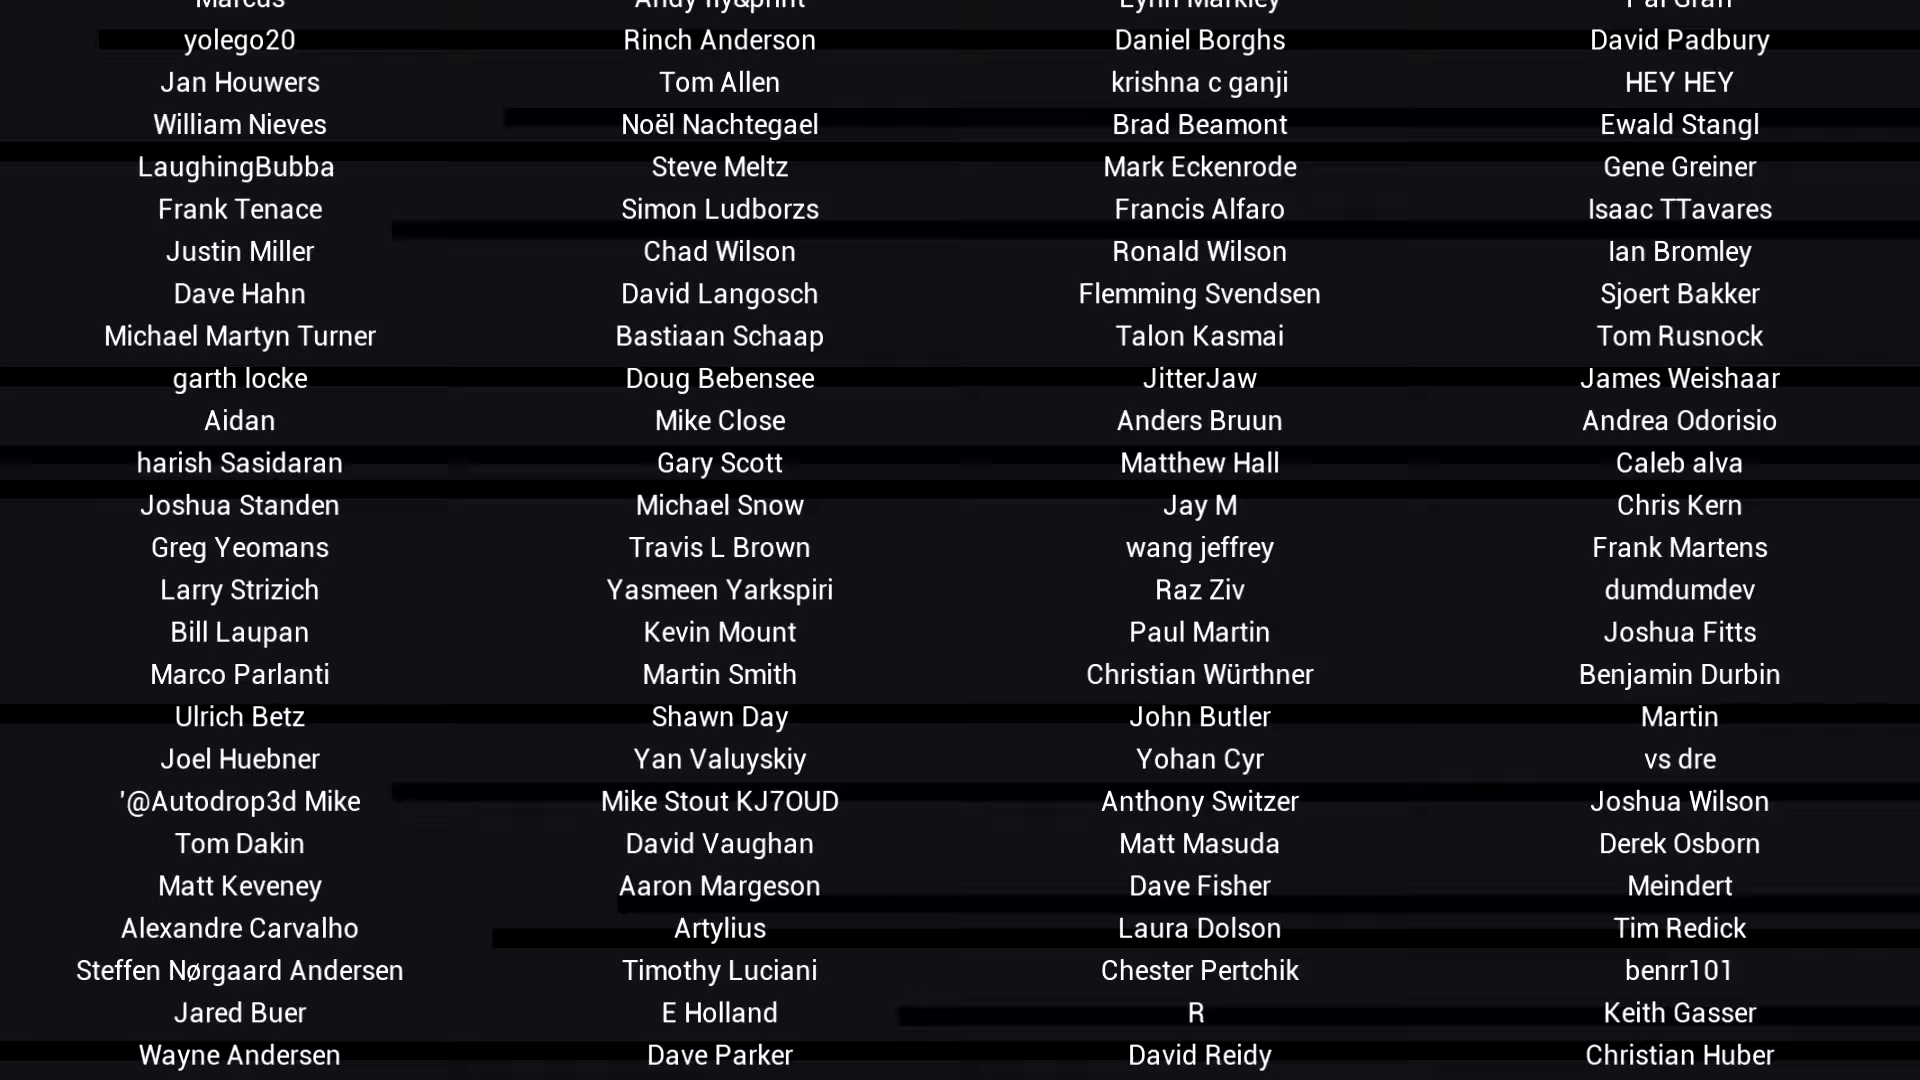 Marcus Andy fly&print Lynn Markley
yolego20 Rinch Anderson Daniel Borghs David Padbury
Jan Houwers Tom Allen krishna c ganji HEY HEY
William Nieves Noël Nachtegael Brad Beamont Ewald Stangl
LaughingBubba Steve Meltz Mark Eckenrode Gene Greiner
Frank Tenace Simon Ludborzs Francis Alfaro Isaac TTavares
Justin Miller Chad Wilson Ronald Wilson Ian Bromley
Dave Hahn David Langosch Flemming Svendsen Sjoert Bakker
Michael Martyn Turner Bastiaan Schaap Talon Kasmai Tom Rusnock
garth locke Doug Bebensee JitterJaw James Weishaar
Aidan Mike Close Anders Bruun Andrea Odorisio
harish Sasidaran Gary Scott Matthew Hall Caleb alva
Joshua Standen Michael Snow Jay M Chris Kern
Greg Yeomans Travis L Brown wang jeffrey Frank Martens
Larry Strizich Yasmeen Yarkspiri Raz Ziv dumdumdev
Bill Laupan Kevin Mount Paul Martin Joshua Fitts
Marco Parlanti Martin Smith Christian Würthner Benjamin Durbin
Ulrich Betz Shawn Day John Butler Martin
Joel Huebner Yan Valuyskiy Yohan Cyr vs dre
'@Autodrop3d Mike Mike Stout KJ7OUD Anthony Switzer Joshua Wilson
Tom Dakin David Vaughan Matt Masuda Derek Osborn
Matt Keveney Aaron Margeson Dave Fisher Meindert
Alexandre Carvalho Artylius Laura Dolson Tim Redick
Steffen Nørgaard Andersen Timothy Luciani Chester Pertchik benrr101
Jared Buer E Holland R Keith Gasser
Wayne Andersen Dave Parker David Reidy Christian Huber